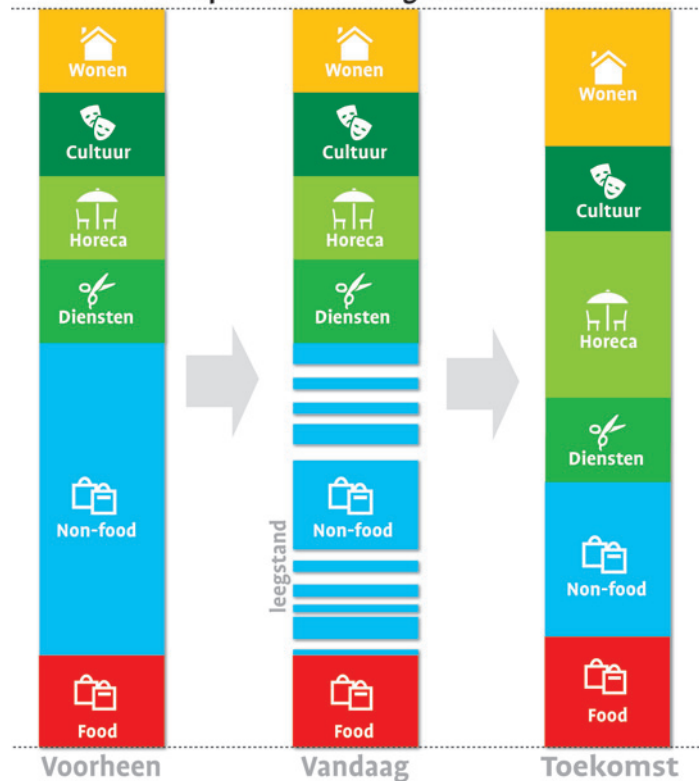 Wonen
Cultuur
Horeca
Diensten
Non-food
Food
Voorheen
Wonen
Cultuur
Horeca
Diensten
leegstand
Non-food
Food
Vandaag
Wonen
Cultuur
Horeca
Diensten
Non-food
Food
Toekomst